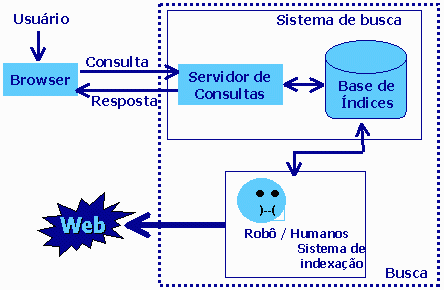 Usuário
Sistema de busca
Browser
Consulta
Resposta
Servidor de
Consultas
Base de
Índices
Web
)--(
Robô / Humanos
Sistema de
indexação
Busca